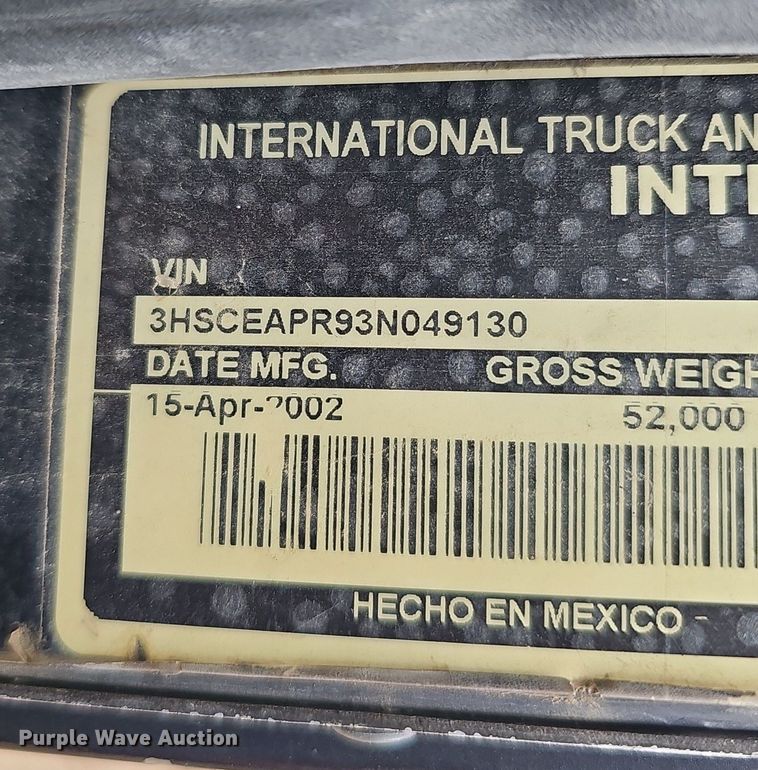 INTERNATIONAL TRUCK AN
INT
VIN
3HSCEAPR93N049130
DATE MFG. GROSS WEIGH
15-Apr-2002 52,000
HECHO EN MEXICO
Purple Wave Auction